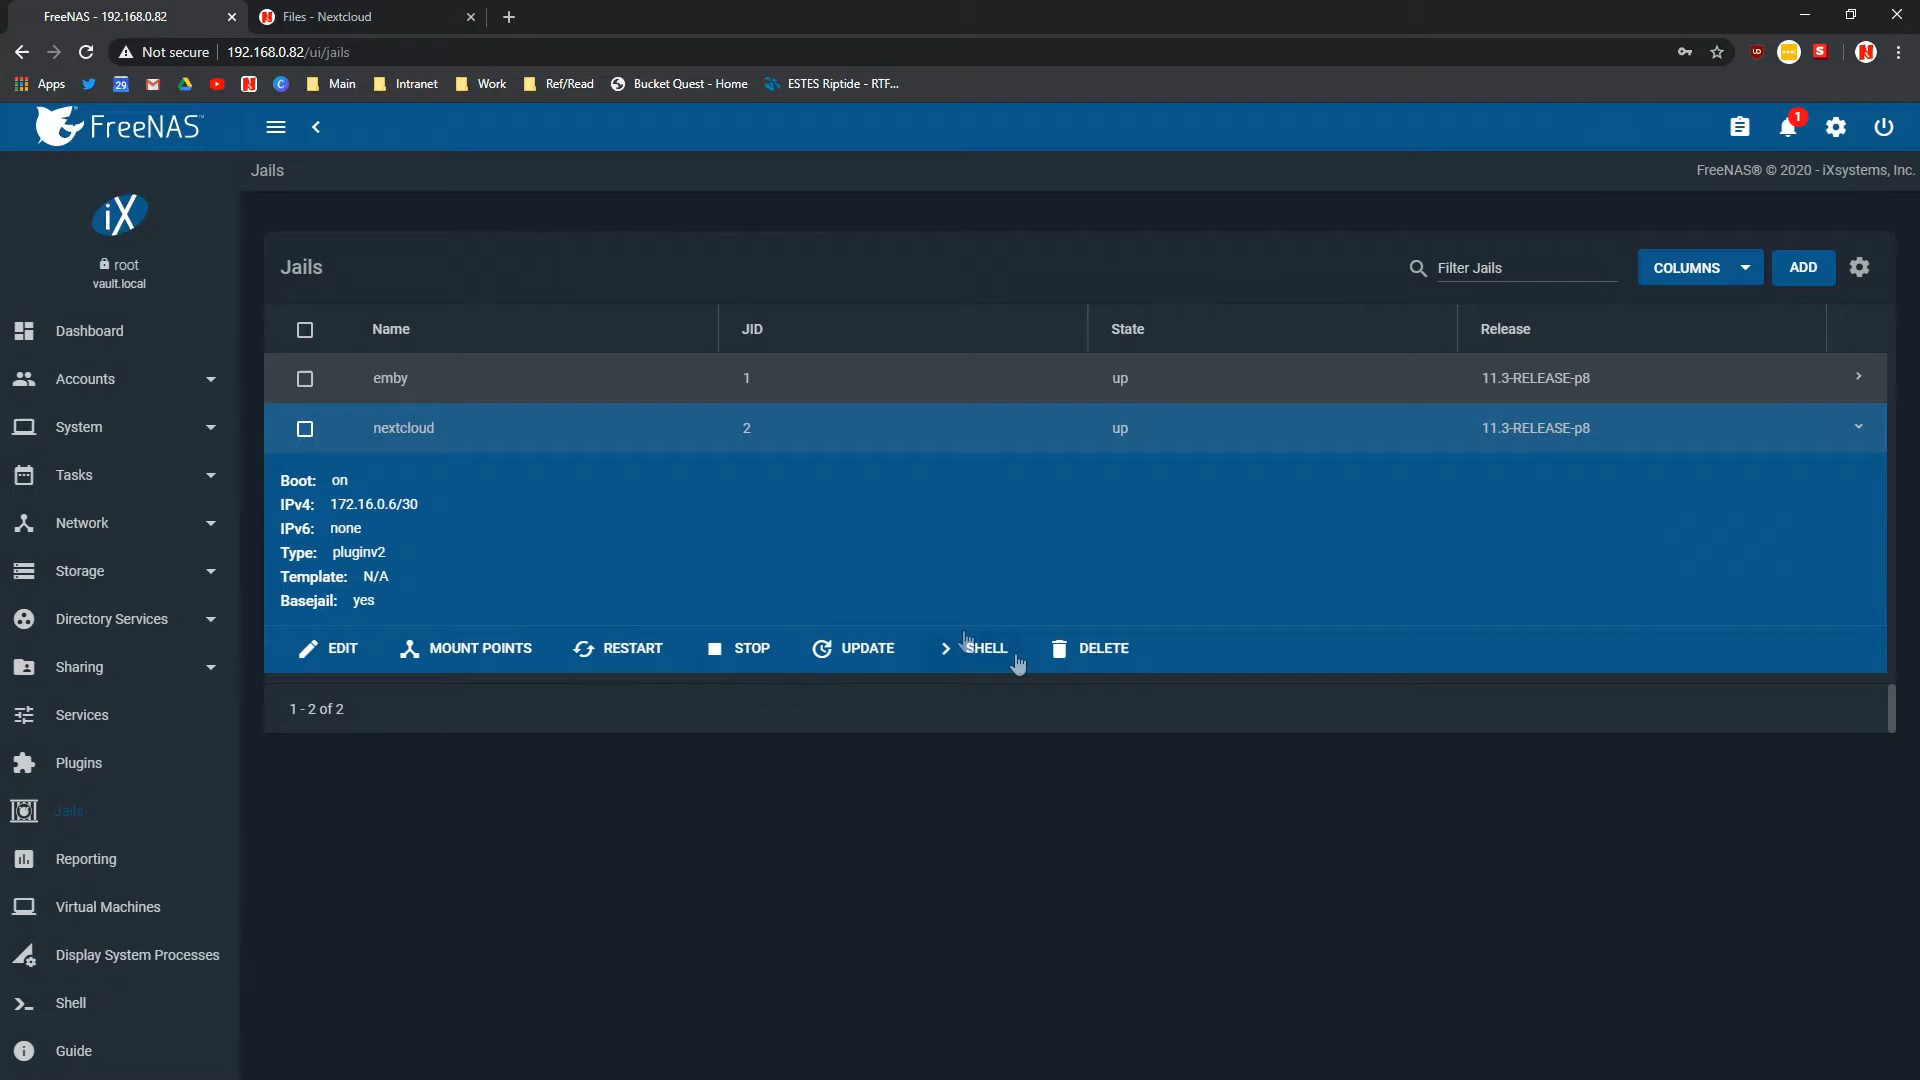 FreeNAS - 192.168.0.82
Files - Nextcloud
Not secure 192.168.0.82/ui/jails
Apps 29 Main Intranet Work Ref/Read Bucket Quest - Home ESTES Riptide - RTF...
FreeNAS™
1
Jails
FreeNAS® © 2020 - iXsystems, Inc.
iX
root
vault.local
Dashboard
Accounts
System
Tasks
Network
Storage
Directory Services
Sharing
Services
Plugins
Jails
Reporting
Virtual Machines
Display System Processes
Shell
Guide
Jails
Filter Jails
COLUMNS
ADD
Name JID State Release
emby 1 up 11.3-RELEASE-p8
nextcloud 2 up 11.3-RELEASE-p8
Boot: on
IPv4: 172.16.0.6/30
IPv6: none
Type: pluginv2
Template: N/A
Basejail: yes
EDIT MOUNT POINTS RESTART STOP UPDATE SHELL DELETE
1 - 2 of 2